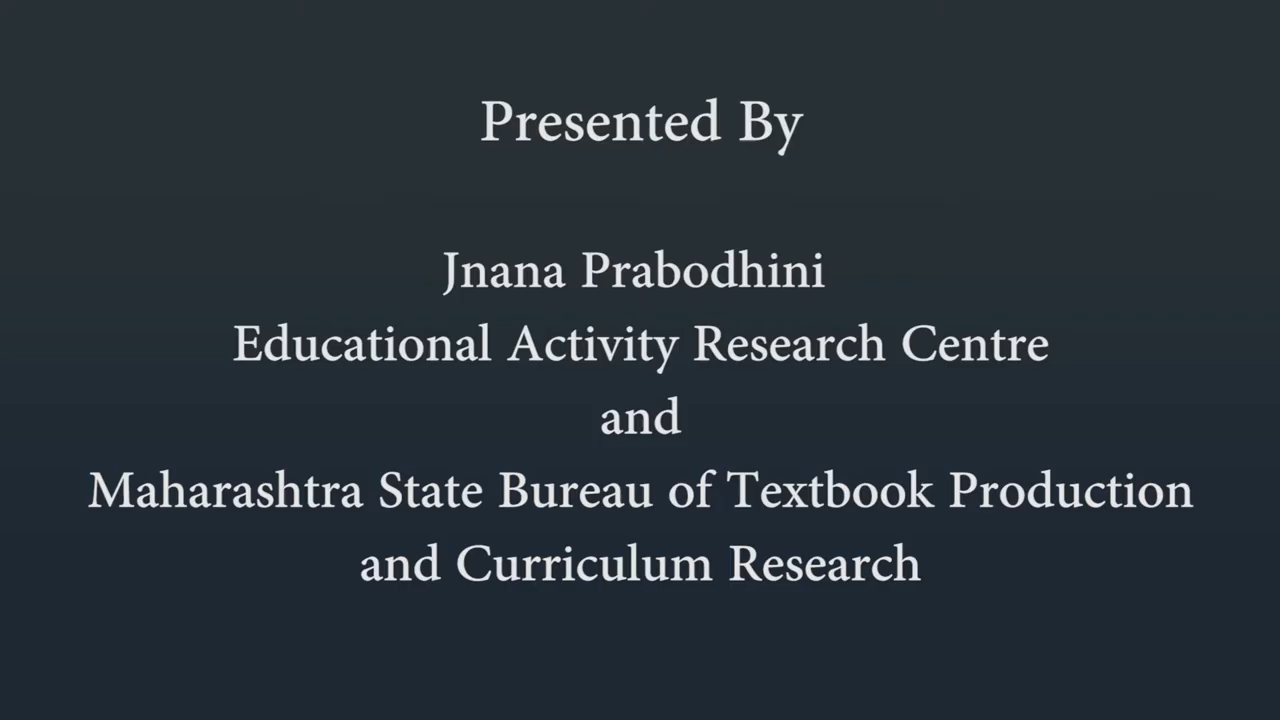 Presented By
Jnana Prabodhini
Educational Activity Research Centre
and
Maharashtra State Bureau of Textbook Production
and Curriculum Research